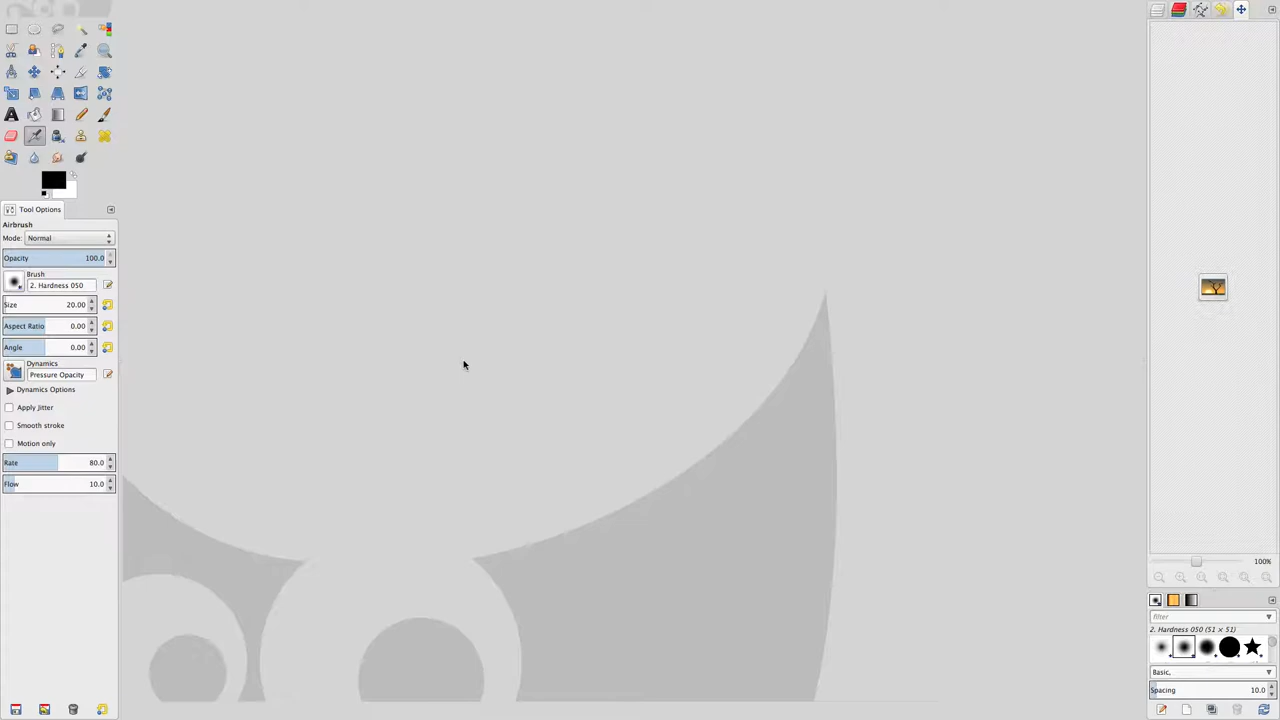 Tool Options
Airbrush
Mode: Normal
Opacity 100.0
Brush
2. Hardness 050
Size 20.00
Aspect Ratio 0.00
Angle 0.00
Dynamics
Pressure Opacity
Dynamics Options
Apply Jitter
Smooth stroke
Motion only
Rate 80.0
Flow 10.0
100%
filter
2. Hardness 050 (51 × 51)
Basic,
Spacing 10.0